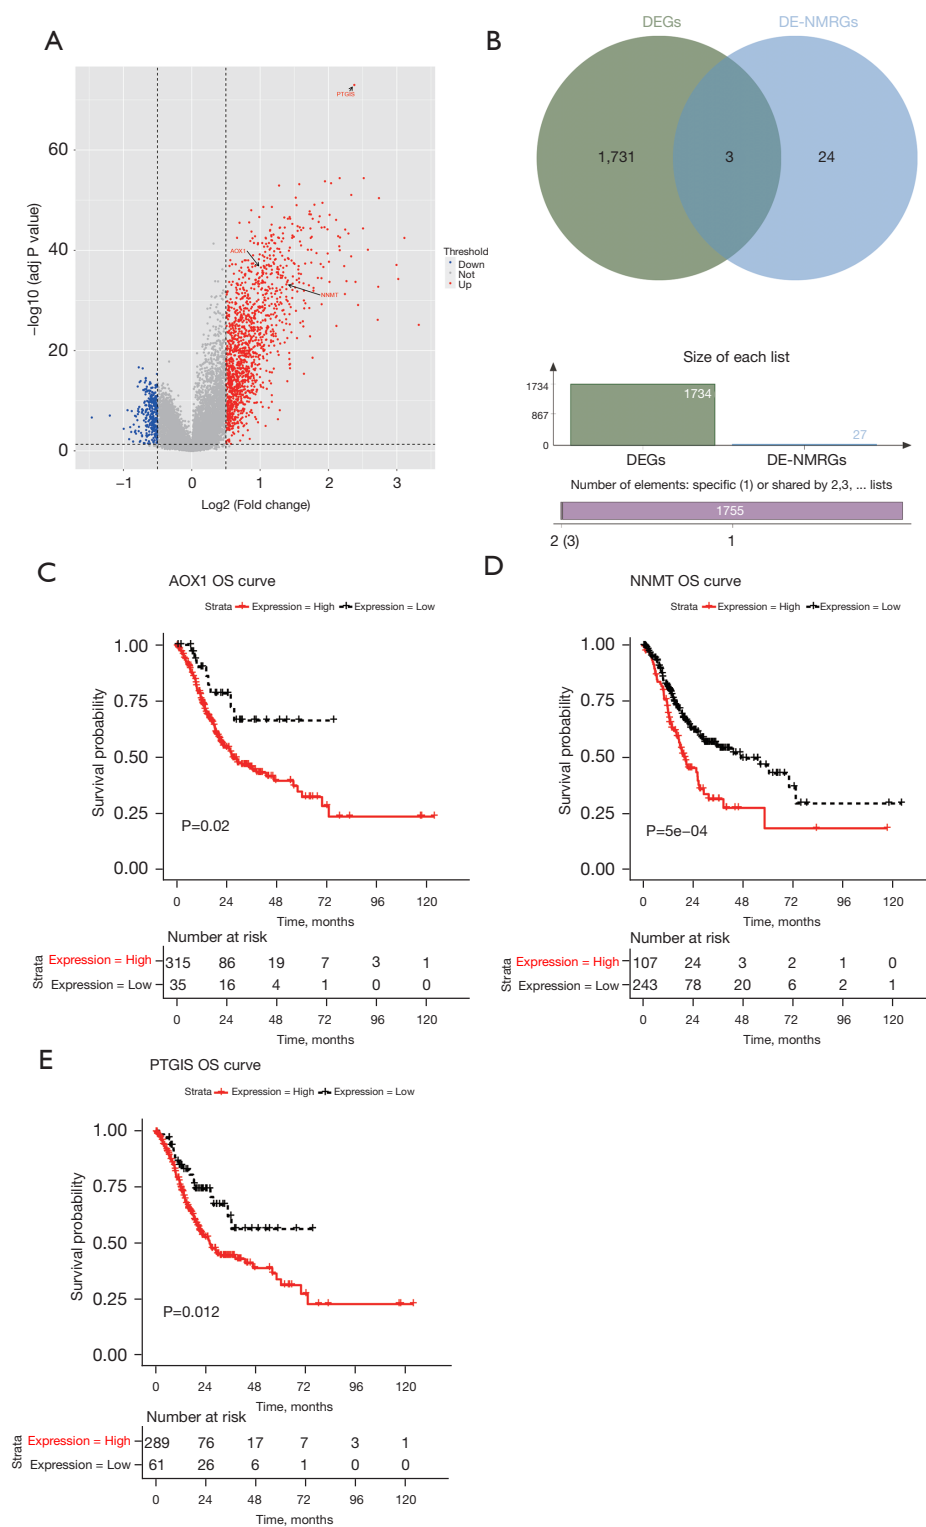 A
−log10 (adj P value)
60
40
20
0
PTGIS
AOX1
NNMT
−1
0
1
2
3
Log2 (Fold change)
Threshold
Down
Not
Up
B
DEGs
DE-NMRGs
1,731
3
24
Size of each list
1734
867
0
1734
27
DEGs
DE-NMRGs
Number of elements: specific (1) or shared by 2,3, ... lists
1755
2 (3)
1
C
AOX1 OS curve
Strata Expression = High Expression = Low
Survival probability
1.00
0.75
0.50
0.25
0.00
P=0.02
0 24 48 72 96 120
Time, months
Number at risk
Strata
Expression = High 315 86 19 7 3 1
Expression = Low 35 16 4 1 0 0
0 24 48 72 96 120
Time, months
D
NNMT OS curve
Strata Expression = High Expression = Low
Survival probability
1.00
0.75
0.50
0.25
0.00
P=5e−04
0 24 48 72 96 120
Time, months
Number at risk
Strata
Expression = High 107 24 3 2 1 0
Expression = Low 243 78 20 6 2 1
0 24 48 72 96 120
Time, months
E
PTGIS OS curve
Strata Expression = High Expression = Low
Survival probability
1.00
0.75
0.50
0.25
0.00
P=0.012
0 24 48 72 96 120
Time, months
Number at risk
Strata
Expression = High 289 76 17 7 3 1
Expression = Low 61 26 6 1 0 0
0 24 48 72 96 120
Time, months